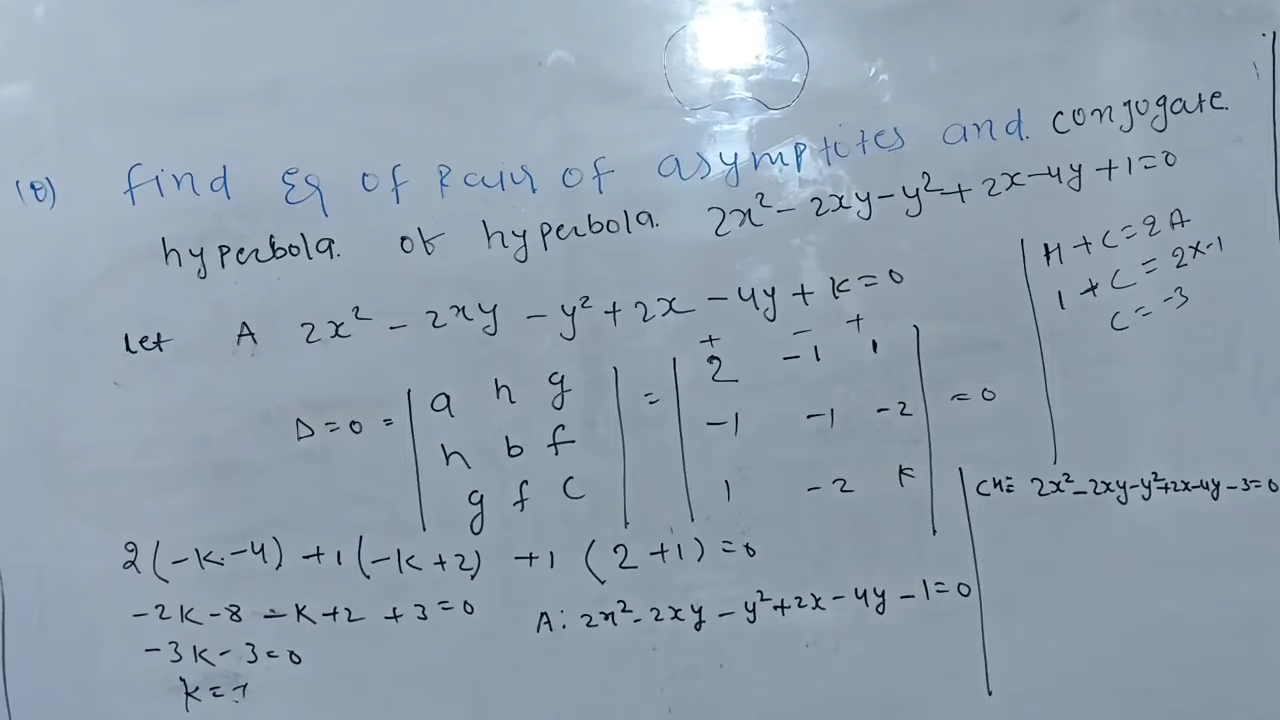 (8) find Eq of Pair of asymptotes and conjugate
hyperbola of hyperbola. 2x² - 2xy - y² + 2x - 4y + 1 = 0
let A 2x² - 2xy - y² + 2x - 4y + k = 0
Δ = 0 = | a h g | = | 2 -1 1 | = 0
+ - +
| h b f | | -1 -1 -2 |
| g f c | | 1 -2 k |
2(-k-4) + 1(-k+2) + 1(2+1) = 0
-2k - 8 - k + 2 + 3 = 0
-3k - 3 = 0
k =
A: 2x² - 2xy - y² + 2x - 4y - 1 = 0
H + C = 2A
1 + C = 2x-1
C = -3
CH = 2x² - 2xy - y² + 2x - 4y - 3 = 0